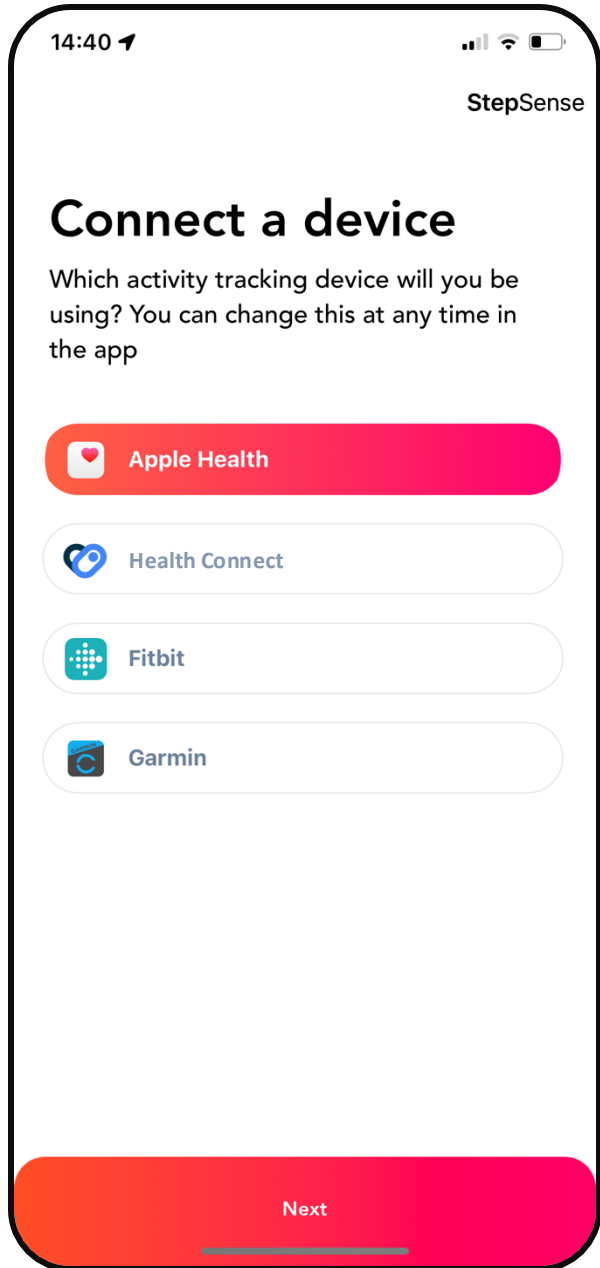 14:40
StepSense
Connect a device
Which activity tracking device will you be
using? You can change this at any time in
the app
Apple Health
Health Connect
Fitbit
GARMIN
Garmin
Next